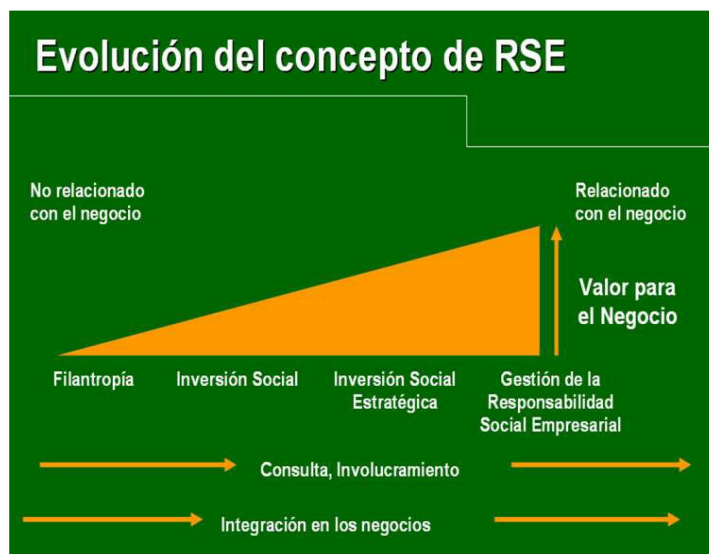 Evolución del concepto de RSE
No relacionado
con el negocio
Relacionado
con el negocio
Valor para
el Negocio
Filantropía
Inversión Social
Inversión Social
Estratégica
Gestión de la
Responsabilidad
Social Empresarial
Consulta, Involucramiento
Integración en los negocios